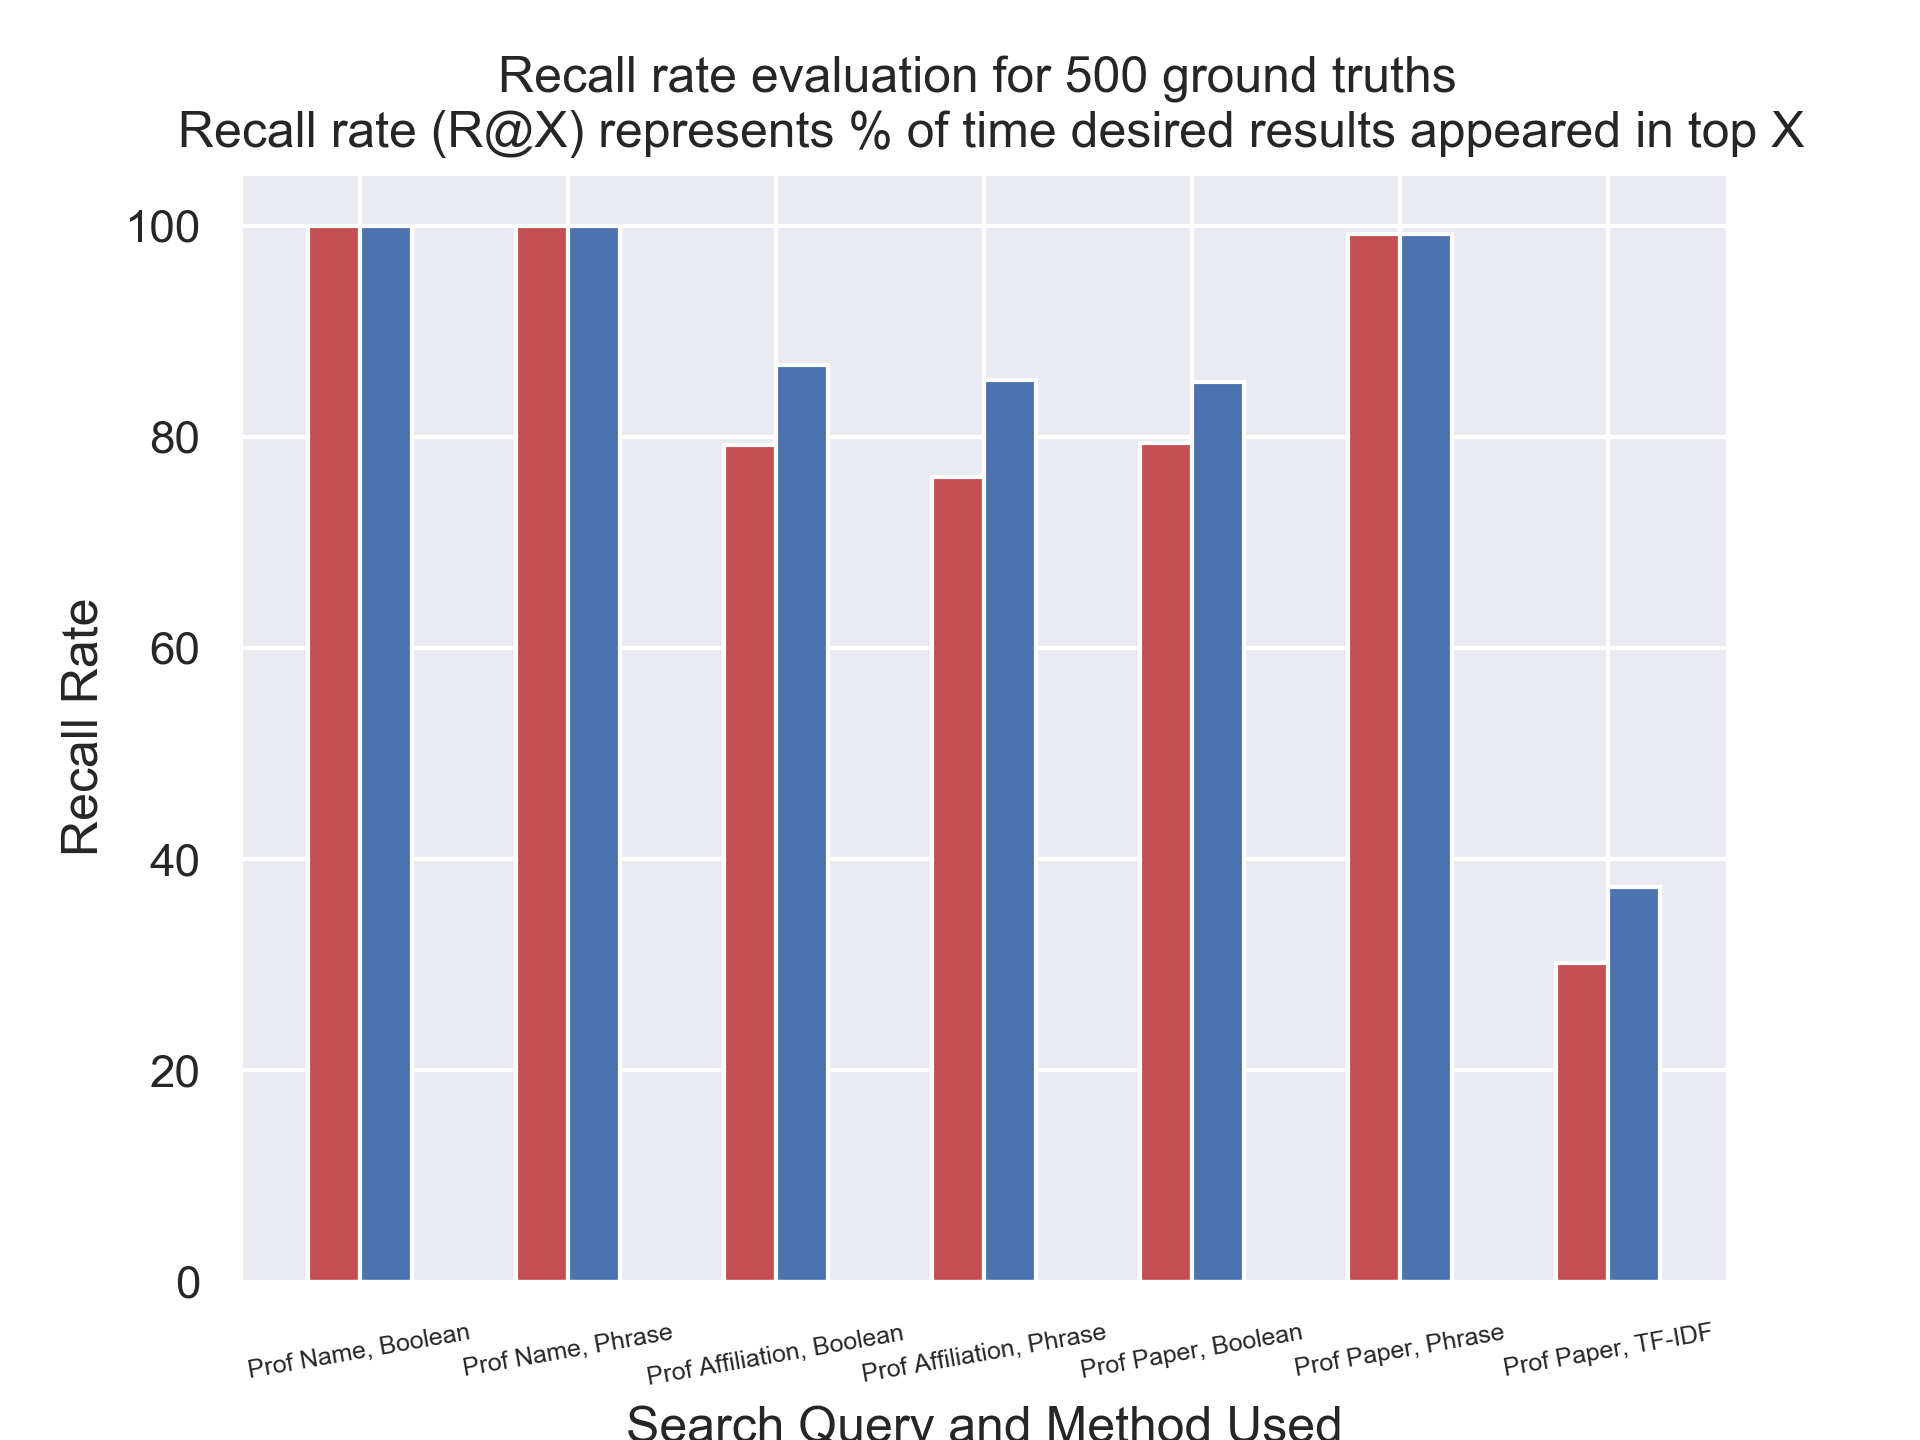 Recall rate evaluation for 500 ground truths
Recall rate (R@X) represents % of time desired results appeared in top X
100
80
60
40
20
0
Recall Rate
Prof Name, Boolean
Prof Name, Phrase
Prof Affiliation, Boolean
Prof Affiliation, Phrase
Prof Paper, Boolean
Prof Paper, Phrase
Prof Paper, TF-IDF
Search Query and Method Used